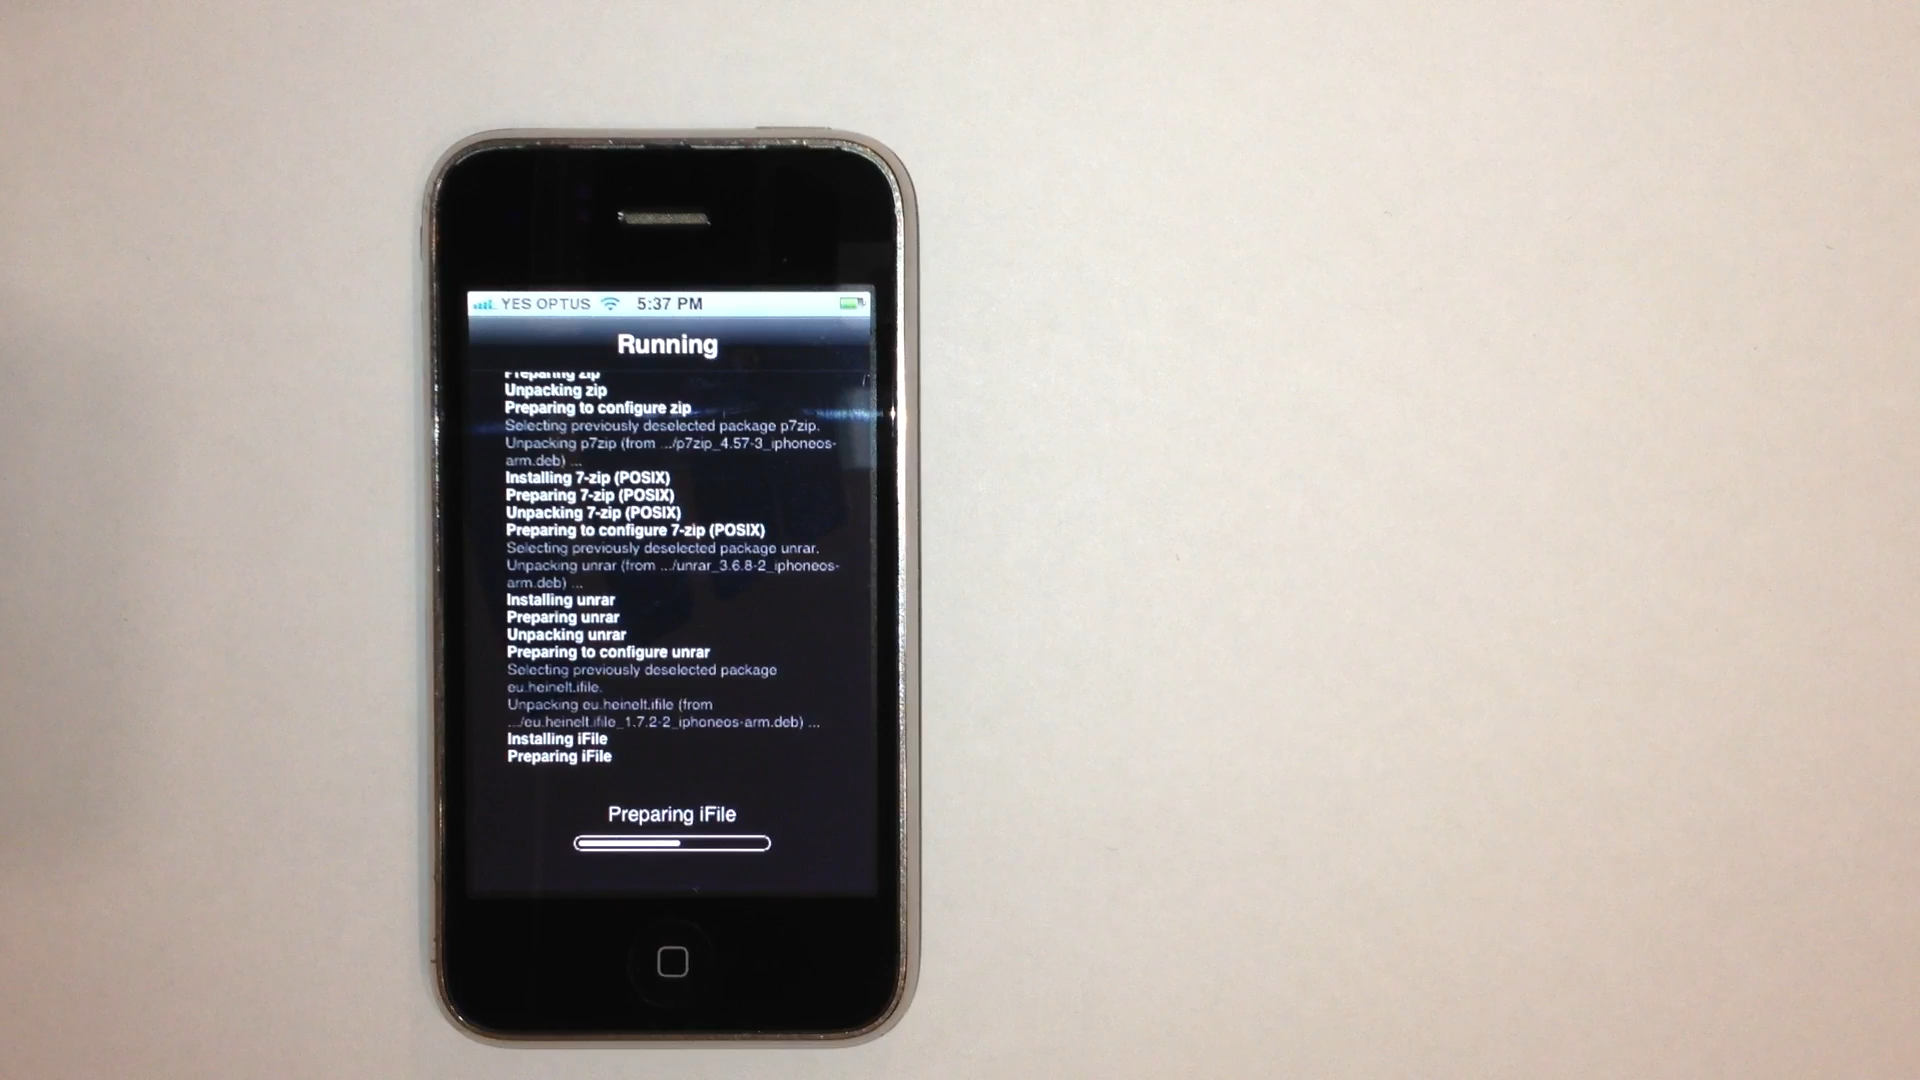 YES OPTUS 5:37 PM
Running
Preparing zip
Unpacking zip
Preparing to configure zip
Selecting previously deselected package p7zip.
Unpacking p7zip (from .../p7zip_4.57-3_iphoneos-
arm.deb) ...
Installing 7-zip (POSIX)
Preparing 7-zip (POSIX)
Unpacking 7-zip (POSIX)
Preparing to configure 7-zip (POSIX)
Selecting previously deselected package unrar.
Unpacking unrar (from .../unrar_3.6.8-2_iphoneos-
arm.deb) ...
Installing unrar
Preparing unrar
Unpacking unrar
Preparing to configure unrar
Selecting previously deselected package
eu.heinelt.ifile.
Unpacking eu.heinelt.ifile (from
.../eu.heinelt.ifile_1.7.2-2_iphoneos-arm.deb) ...
Installing iFile
Preparing iFile
Preparing iFile